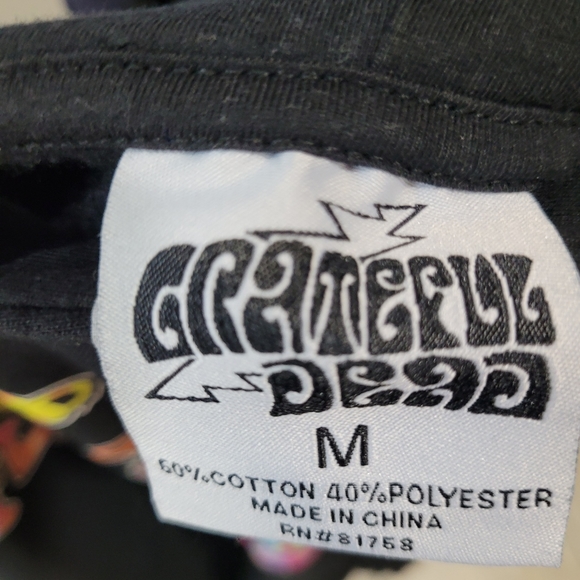 GRATEFUL
DEAD
M
60%COTTON 40%POLYESTER
MADE IN CHINA
RN#81758